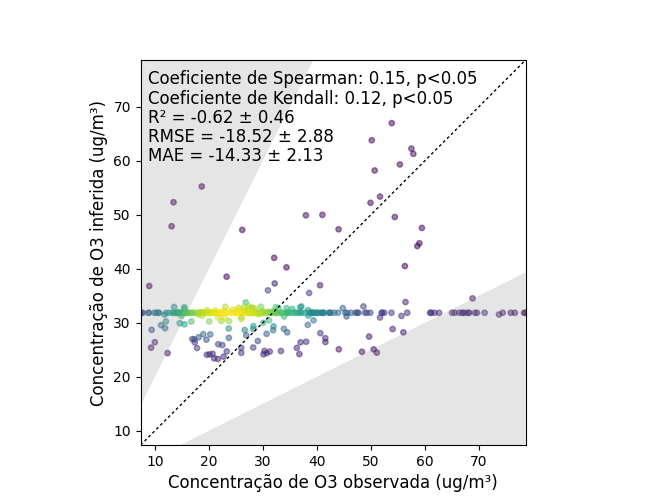 Coeficiente de Spearman: 0.15, p<0.05
Coeficiente de Kendall: 0.12, p<0.05
R² = -0.62 ± 0.46
RMSE = -18.52 ± 2.88
MAE = -14.33 ± 2.13
Concentração de O3 inferida (ug/m³)
70
60
50
40
30
20
10
10 20 30 40 50 60 70
Concentração de O3 observada (ug/m³)